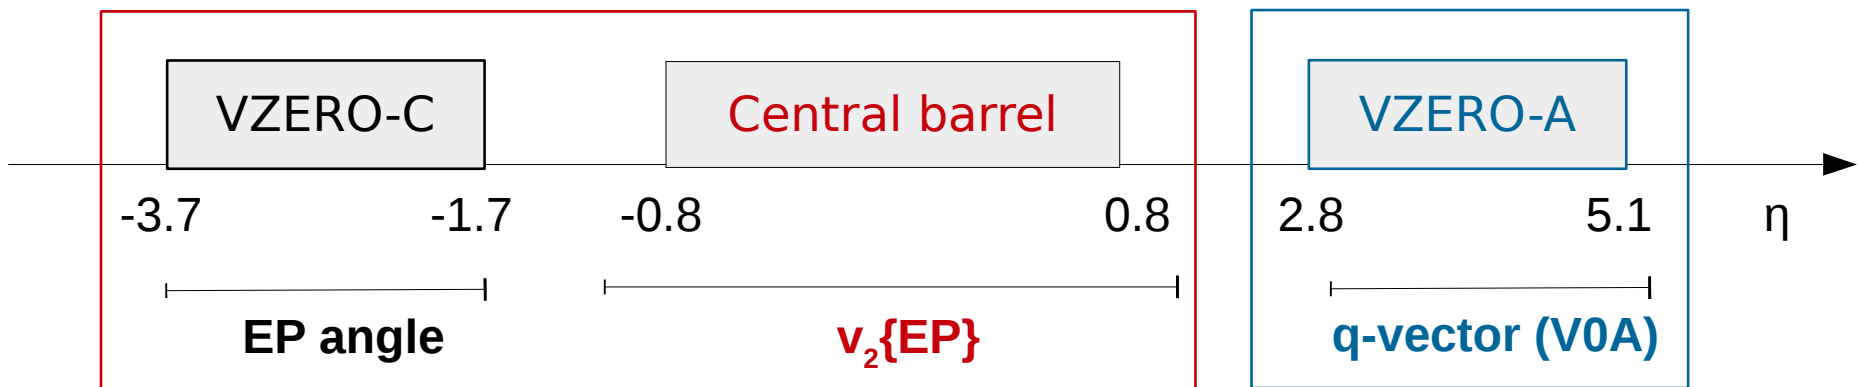 VZERO-C Central barrel VZERO-A
-3.7 -1.7 -0.8 0.8 2.8 5.1 η
EP angle v₂{EP} q-vector (V0A)